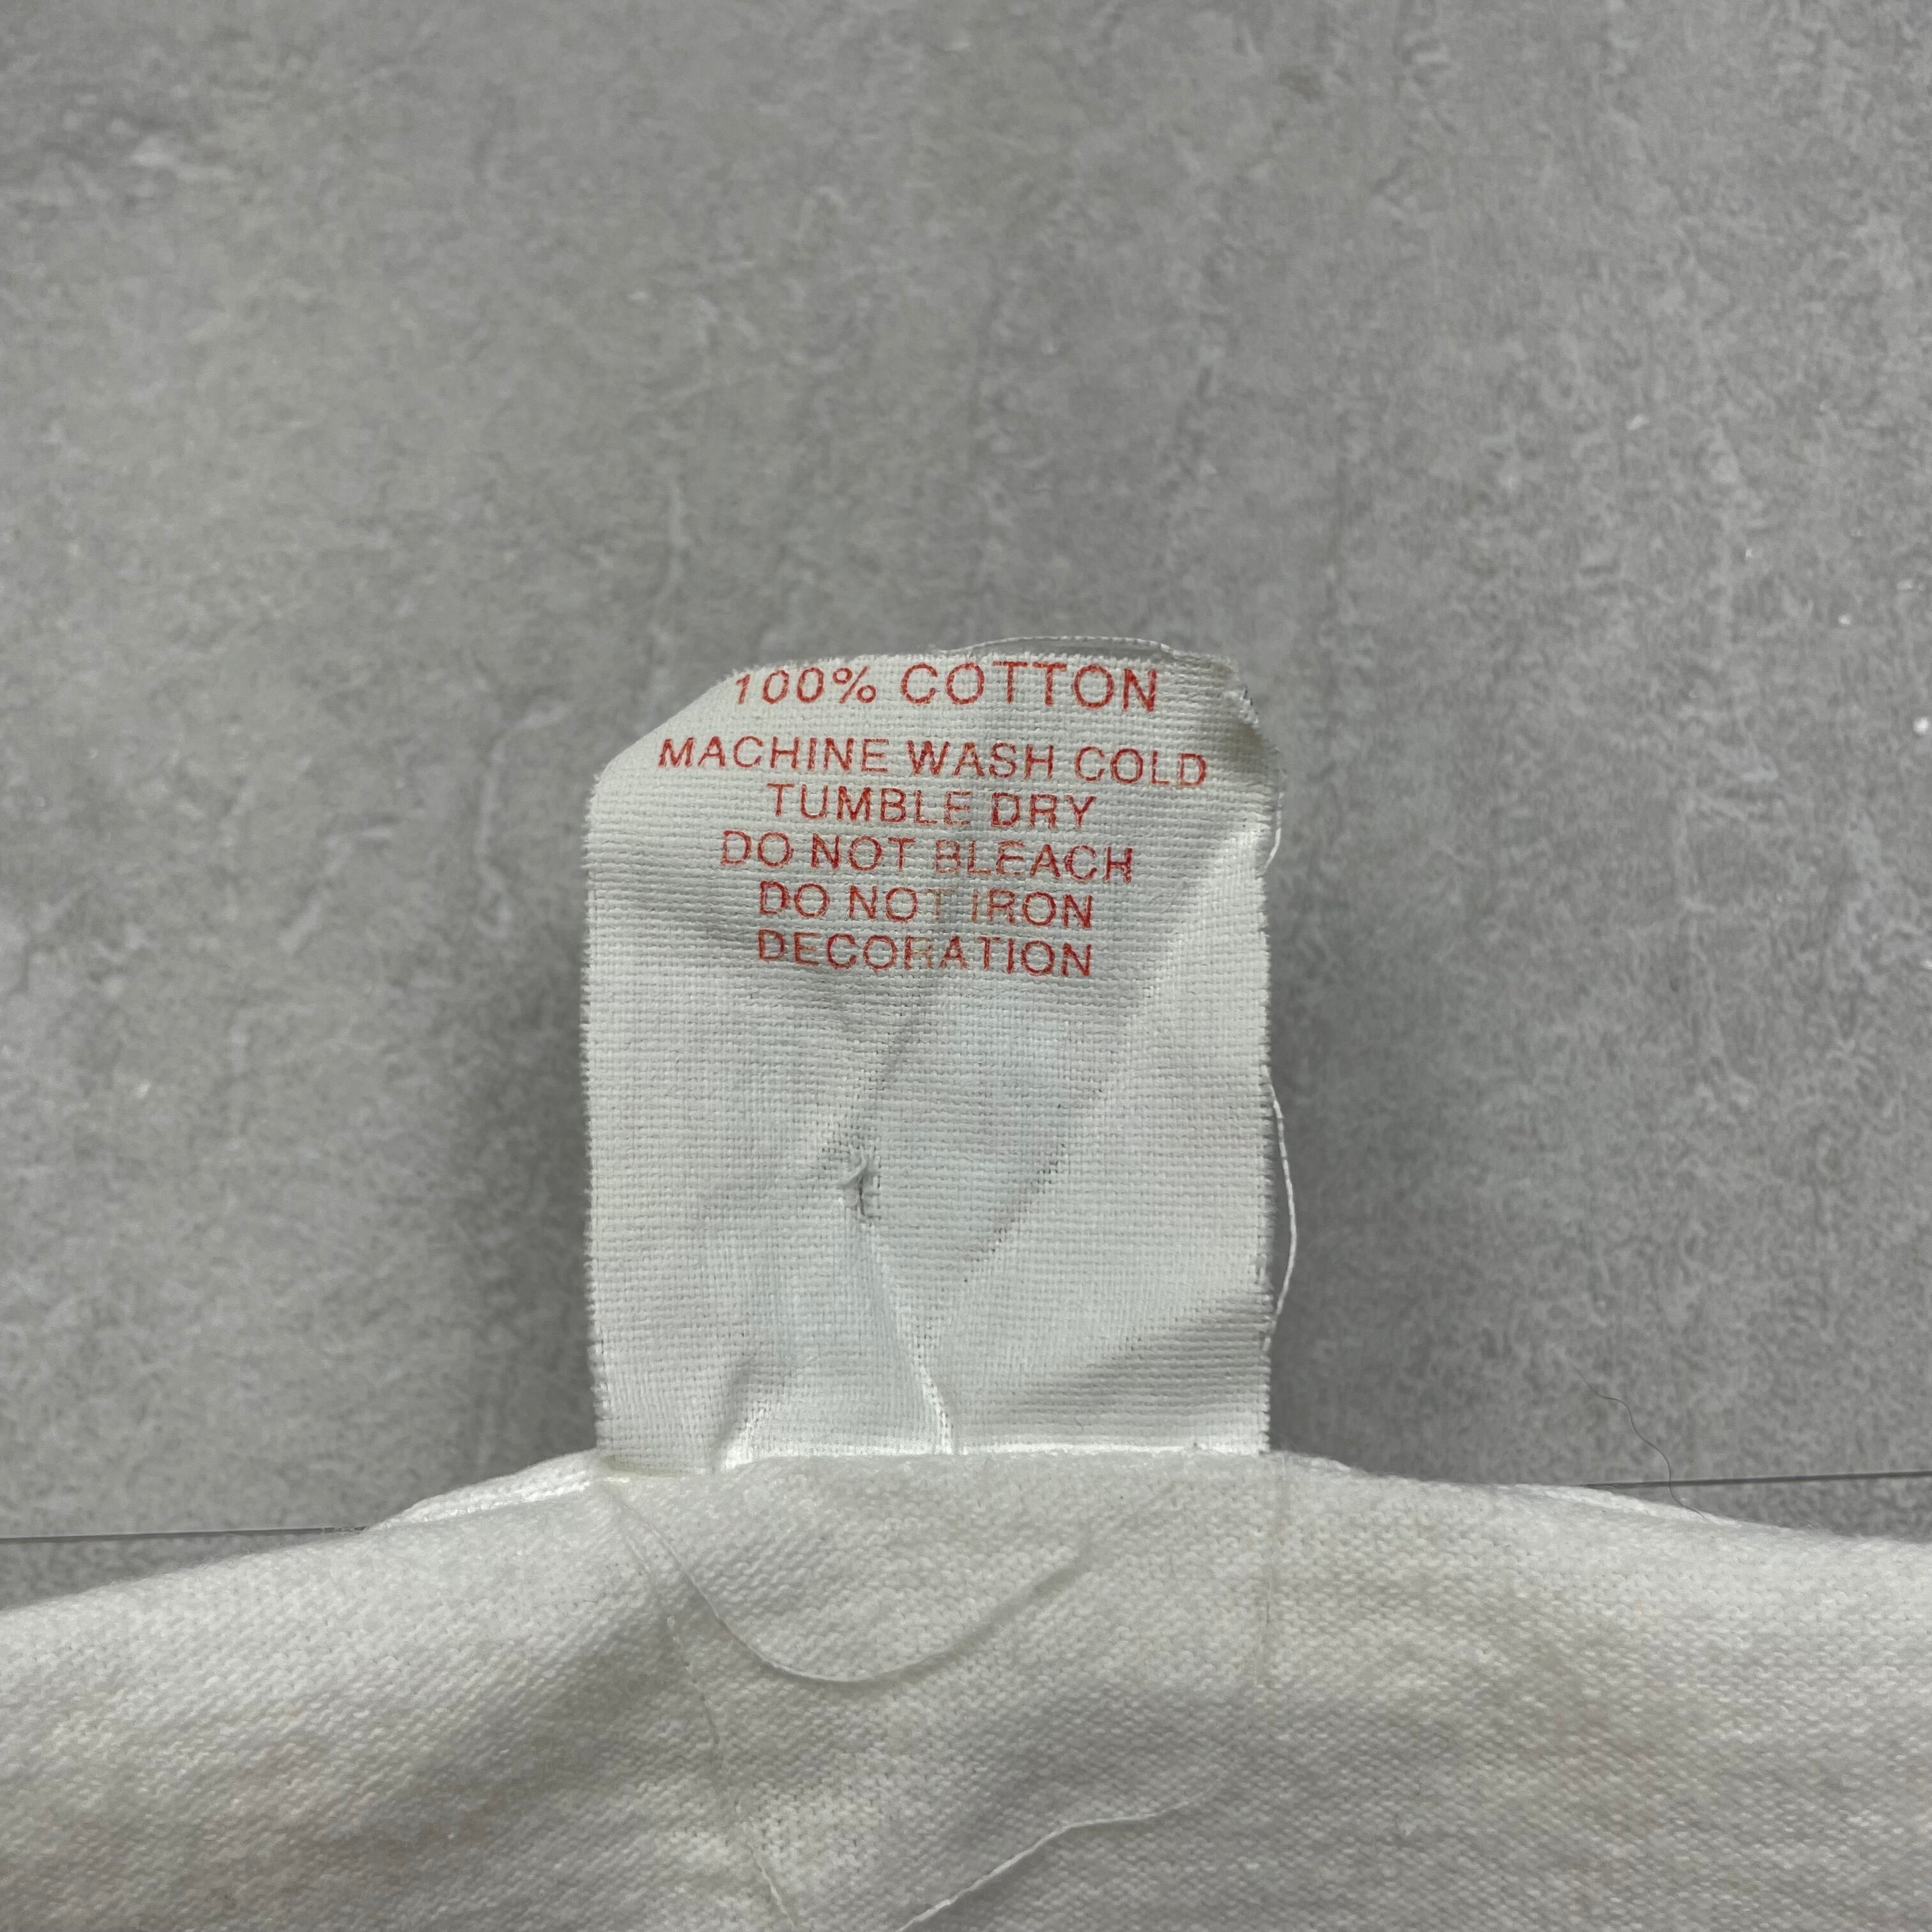 100% COTTON
MACHINE WASH COLD
TUMBLE DRY
DO NOT BLEACH
DO NOT IRON
DECORATION